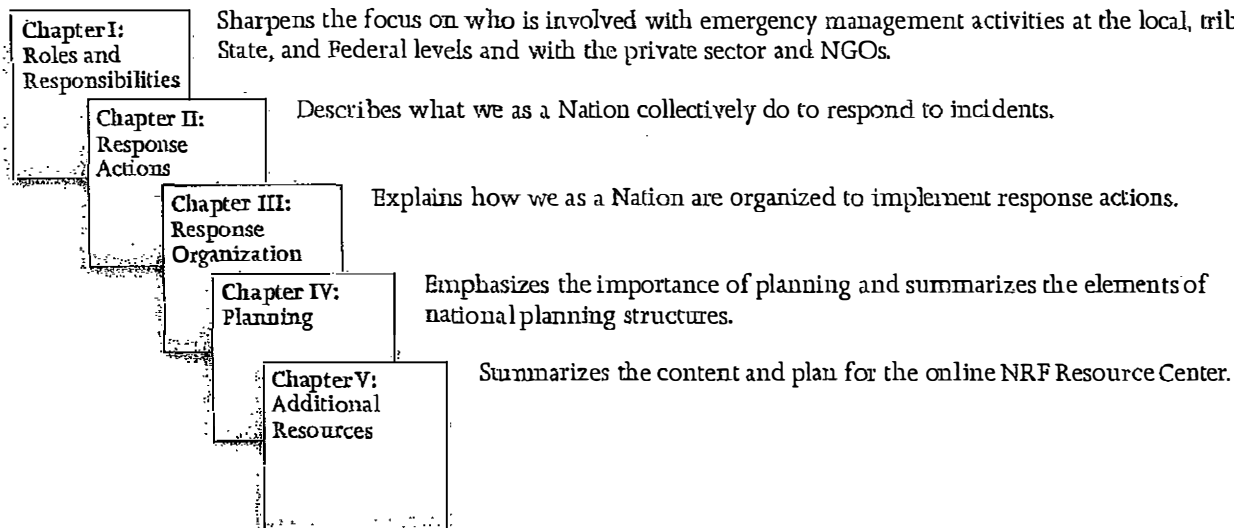 Chapter I:
Roles and
Responsibilities
Sharpens the focus on who is involved with emergency management activities at the local, trib
State, and Federal levels and with the private sector and NGOs.
Chapter II:
Response
Actions
Describes what we as a Nation collectively do to respond to incidents.
Chapter III:
Response
Organization
Explains how we as a Nation are organized to implement response actions.
Chapter IV:
Planning
Emphasizes the importance of planning and summarizes the elements of
national planning structures.
Chapter V:
Additional
Resources
Summarizes the content and plan for the online NRF Resource Center.